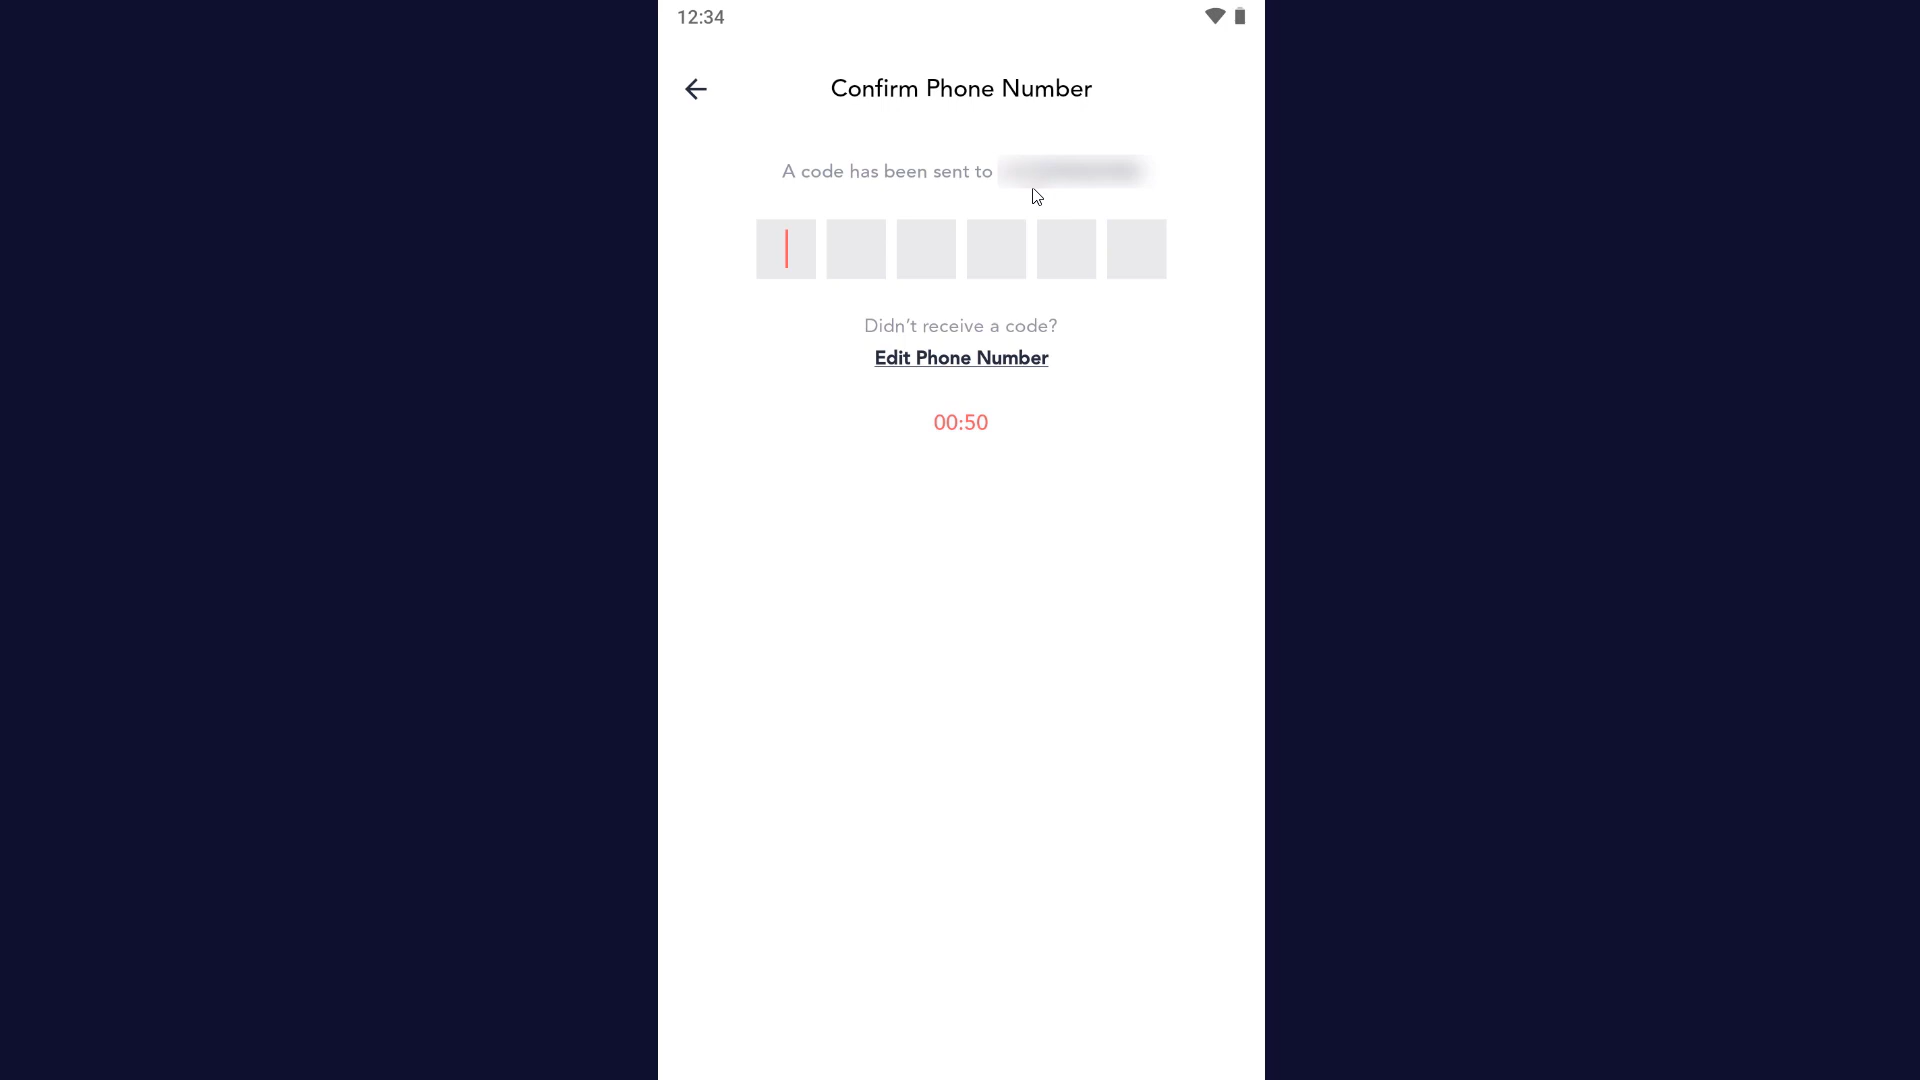 12:34
Confirm Phone Number
A code has been sent to
Didn’t receive a code?
Edit Phone Number
00:50